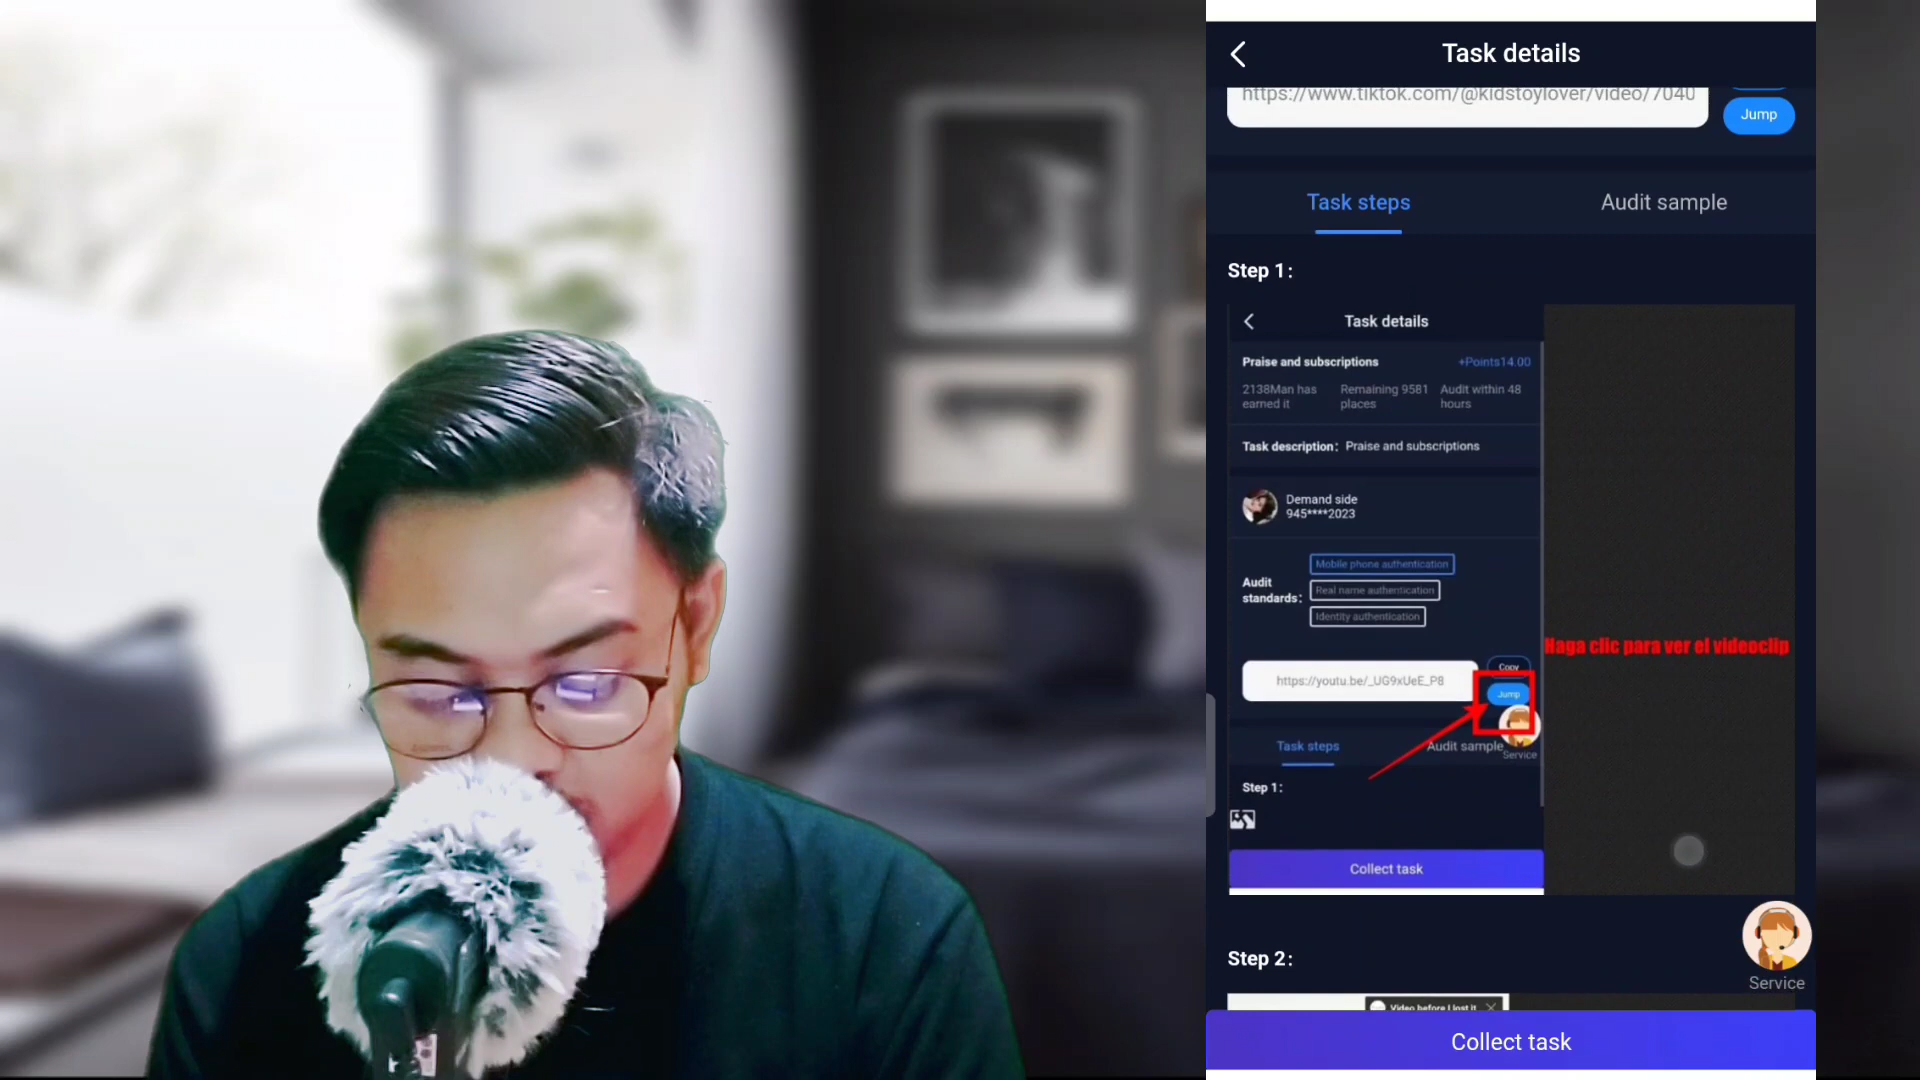 Task details
https://www.tiktok.com/@kidstoylover/video/7040
Jump
Task steps
Audit sample
Step 1:
Task details
Praise and subscriptions
+Points14.00
2138Man has
earned it
Remaining 9581
places
Audit within 48
hours
Task description: Praise and subscriptions
Demand side
945****2023
Audit
standards:
Mobile phone authentication
Real name authentication
Identity authentication
https://youtu.be/_UG9xUeE_P8
Copy
Jump
Haga clic para ver el videoclip
Service
Task steps
Audit sample
Step 1:
Collect task
Step 2:
Service
Video before I lost it
Collect task